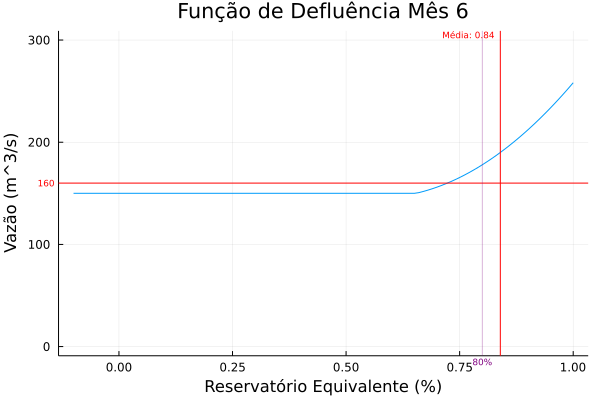 Função de Defluência Mês 6
Média: 0.84
300
200
160
100
0
Vazão (m^3/s)
0.00
0.25
0.50
0.75
80%
1.00
Reservatório Equivalente (%)